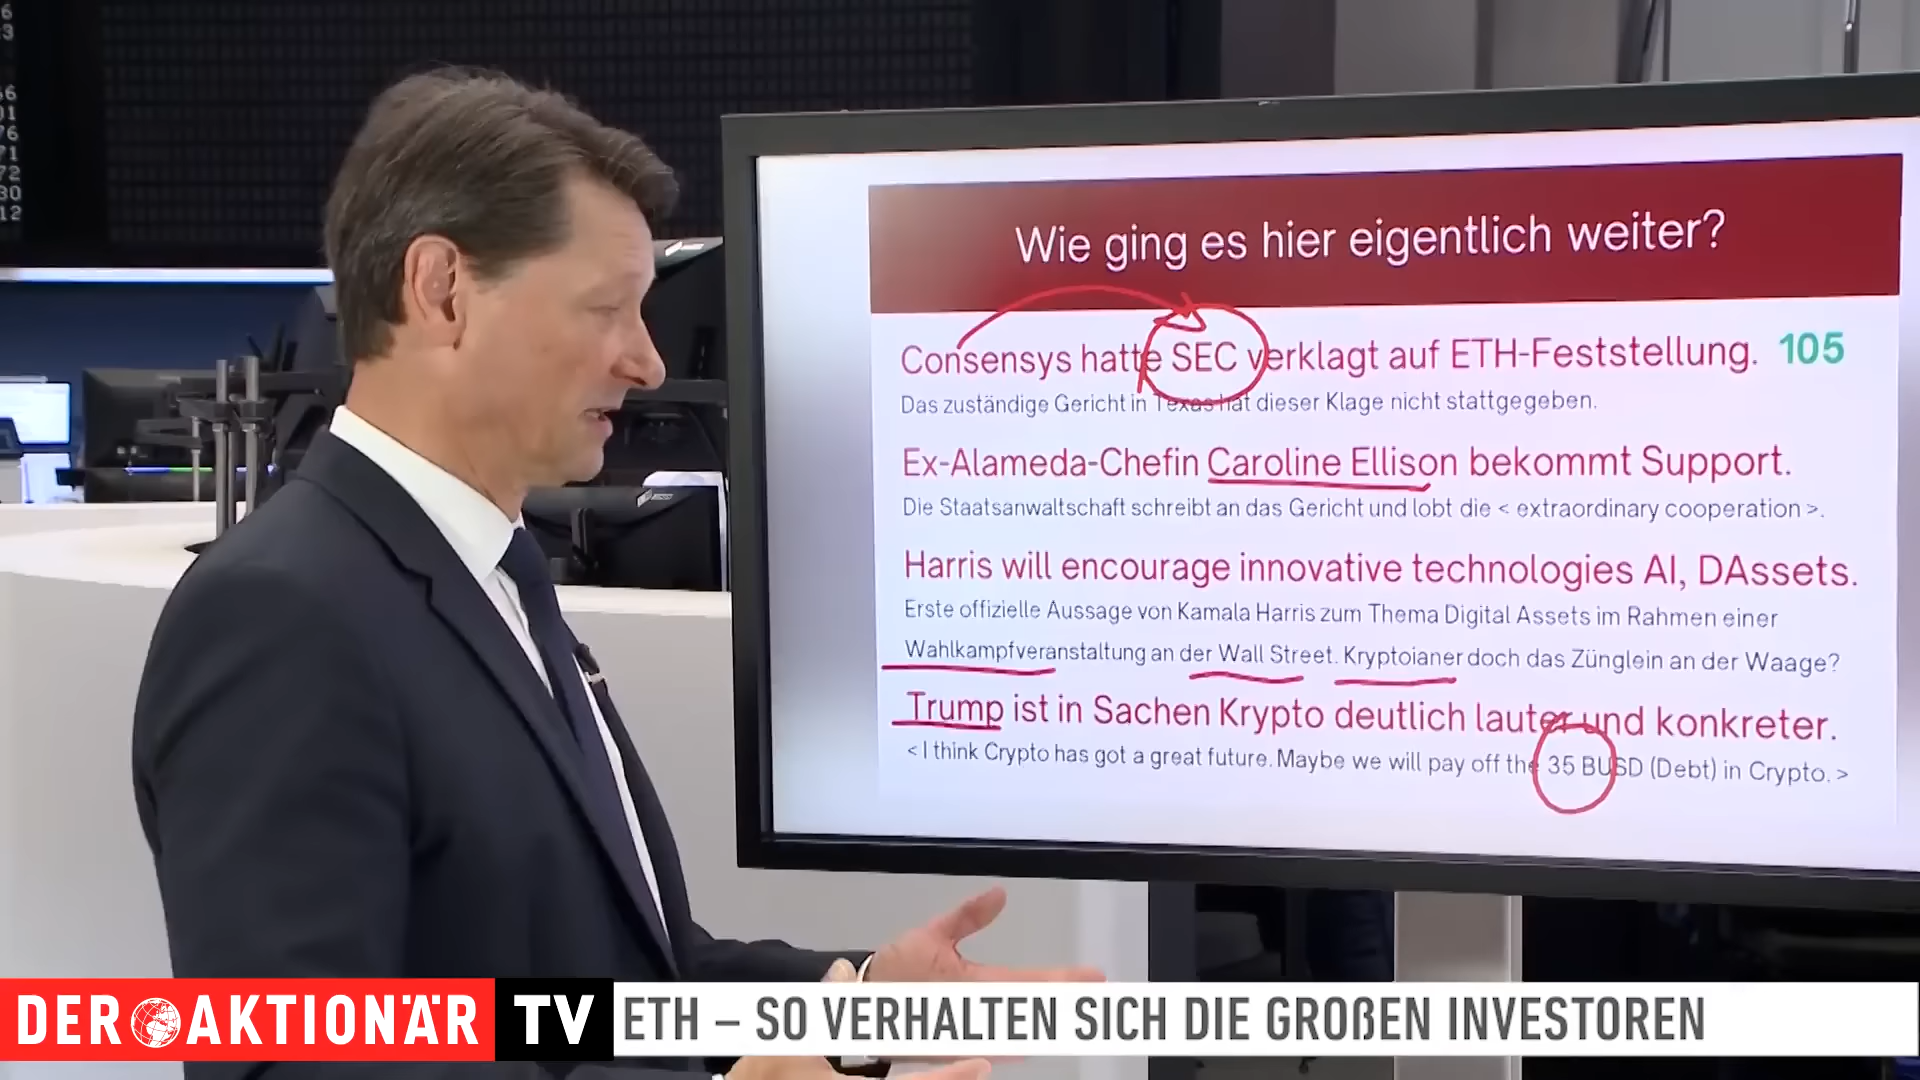 Wie ging es hier eigentlich weiter?
Consensys hatte SEC verklagt auf ETH-Feststellung. 105
Das zuständige Gericht in Texas hat dieser Klage nicht stattgegeben.
Ex-Alameda-Chefin Caroline Ellison bekommt Support.
Die Staatsanwaltschaft schreibt an das Gericht und lobt die < extraordinary cooperation >.
Harris will encourage innovative technologies AI, DAssets.
Erste offizielle Aussage von Kamala Harris zum Thema Digital Assets im Rahmen einer
Wahlkampfveranstaltung an der Wall Street. Kryptoianer doch das Zünglein an der Waage?
Trump ist in Sachen Krypto deutlich lauter und konkreter.
< I think Crypto has got a great future. Maybe we will pay off the 35 BUSD (Debt) in Crypto. >
DER AKTIONÄR TV
ETH – SO VERHALTEN SICH DIE GROßEN INVESTOREN